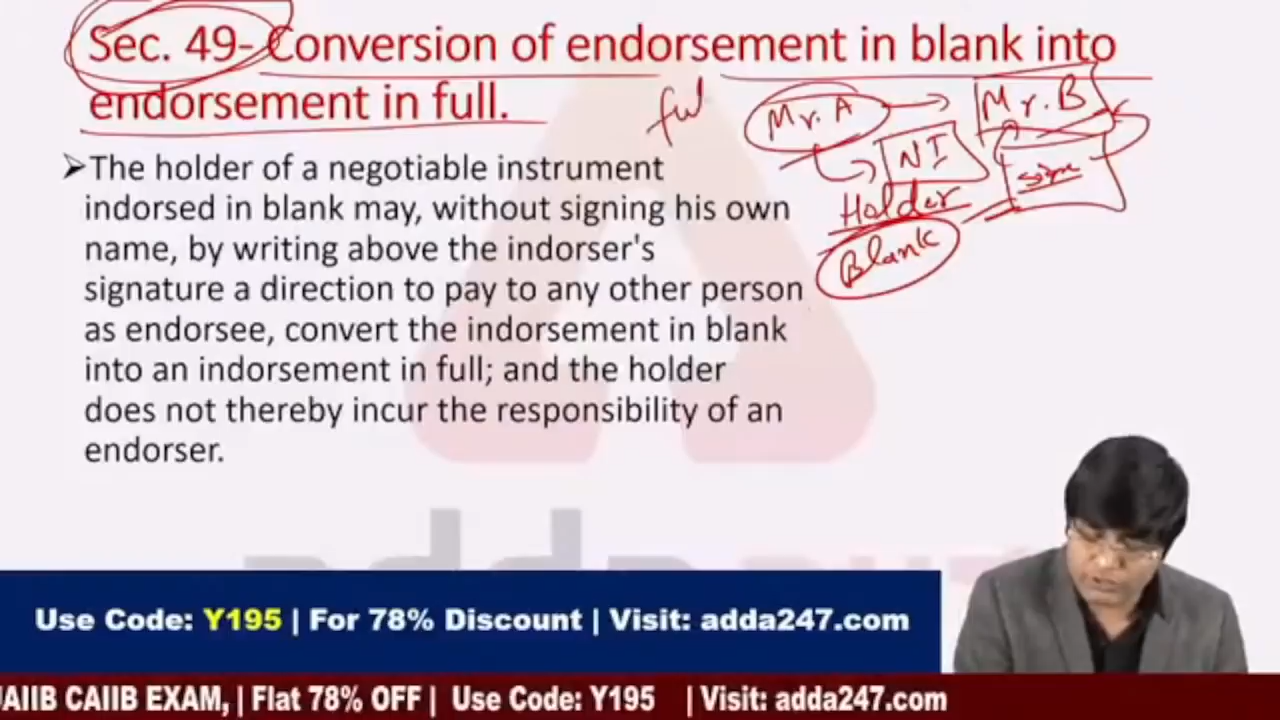 Sec. 49- Conversion of endorsement in blank into
endorsement in full.
ful
Mr. A
Mr. B
NI
sign
Holder
Blank
➢The holder of a negotiable instrument
indorsed in blank may, without signing his own
name, by writing above the indorser's
signature a direction to pay to any other person
as endorsee, convert the indorsement in blank
into an indorsement in full; and the holder
does not thereby incur the responsibility of an
endorser.
adda
Use Code: Y195 | For 78% Discount | Visit: adda247.com
JAIIB CAIIB EXAM, | Flat 78% OFF | Use Code: Y195 | Visit: adda247.com